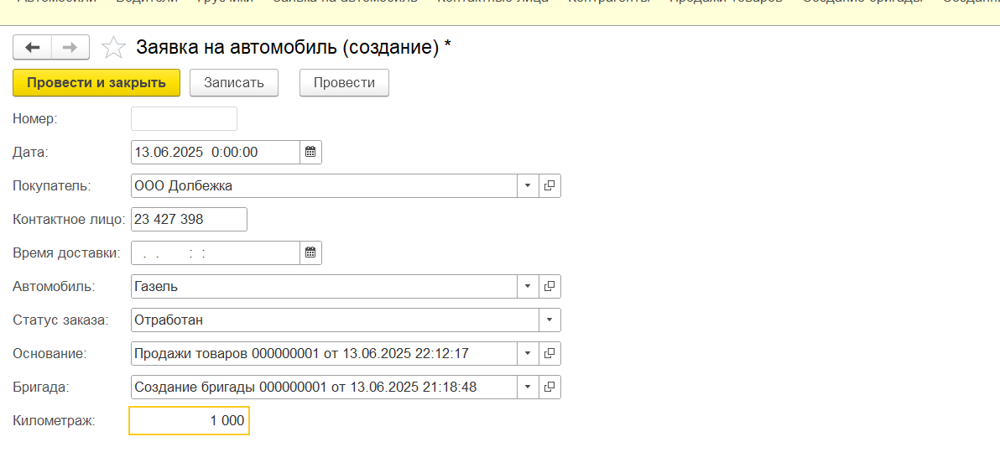 Автомобили Водители Грузчики Заявка на автомобиль Контактные лица Контрагенты Продажи товаров Создание бригады
Заявка на автомобиль (создание) *
Провести и закрыть Записать Провести
Номер:
Дата: 13.06.2025 0:00:00
Покупатель: ООО Долбежка
Контактное лицо: 23 427 398
Время доставки: . . : :
Автомобиль: Газель
Статус заказа: Отработан
Основание: Продажи товаров 000000001 от 13.06.2025 22:12:17
Бригада: Создание бригады 000000001 от 13.06.2025 21:18:48
Километраж: 1 000